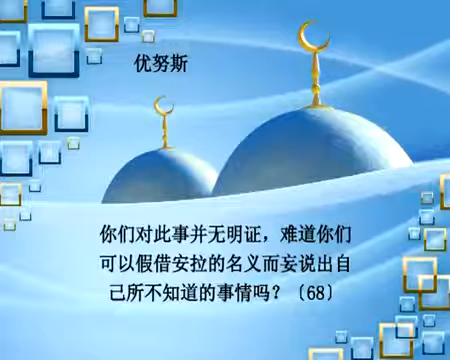 优努斯
你们对此事并无明证，难道你们
可以假借安拉的名义而妄说出自
己所不知道的事情吗？〔68〕